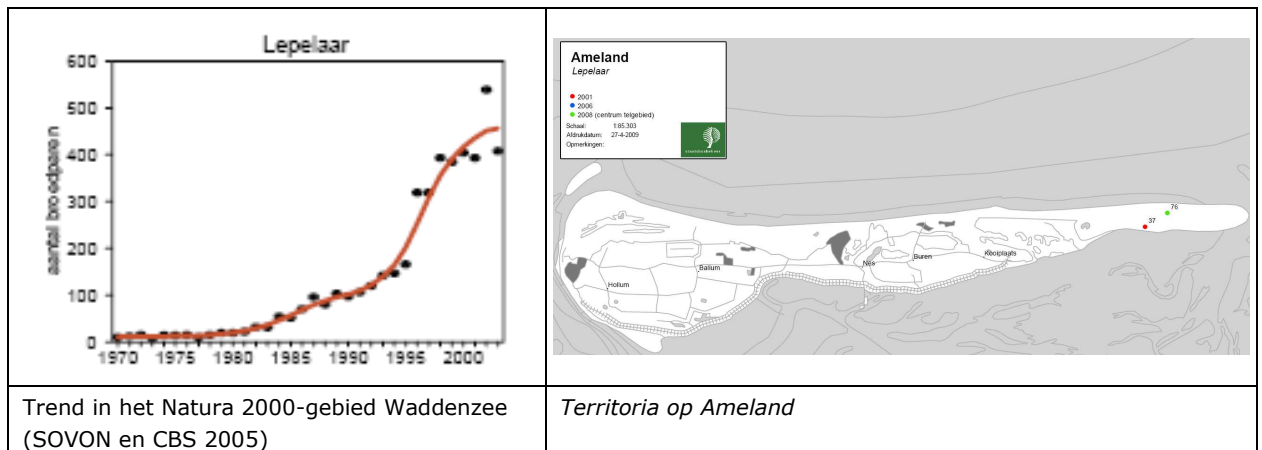 Lepelaar
600
500
400
300
200
100
0
aantal broedparen
1970 1975 1980 1985 1990 1995 2000
Ameland
Lepelaar
2001
2006
2008 (centrum telgebied)
Schaal: 1:85.303
Afdrukdatum: 27-4-2009
Opmerkingen:
staatsbosbeheer
76
37
Kooiplaats
Buren
Nes
Ballum
Hollum
Trend in het Natura 2000-gebied Waddenzee
(SOVON en CBS 2005)
Territoria op Ameland